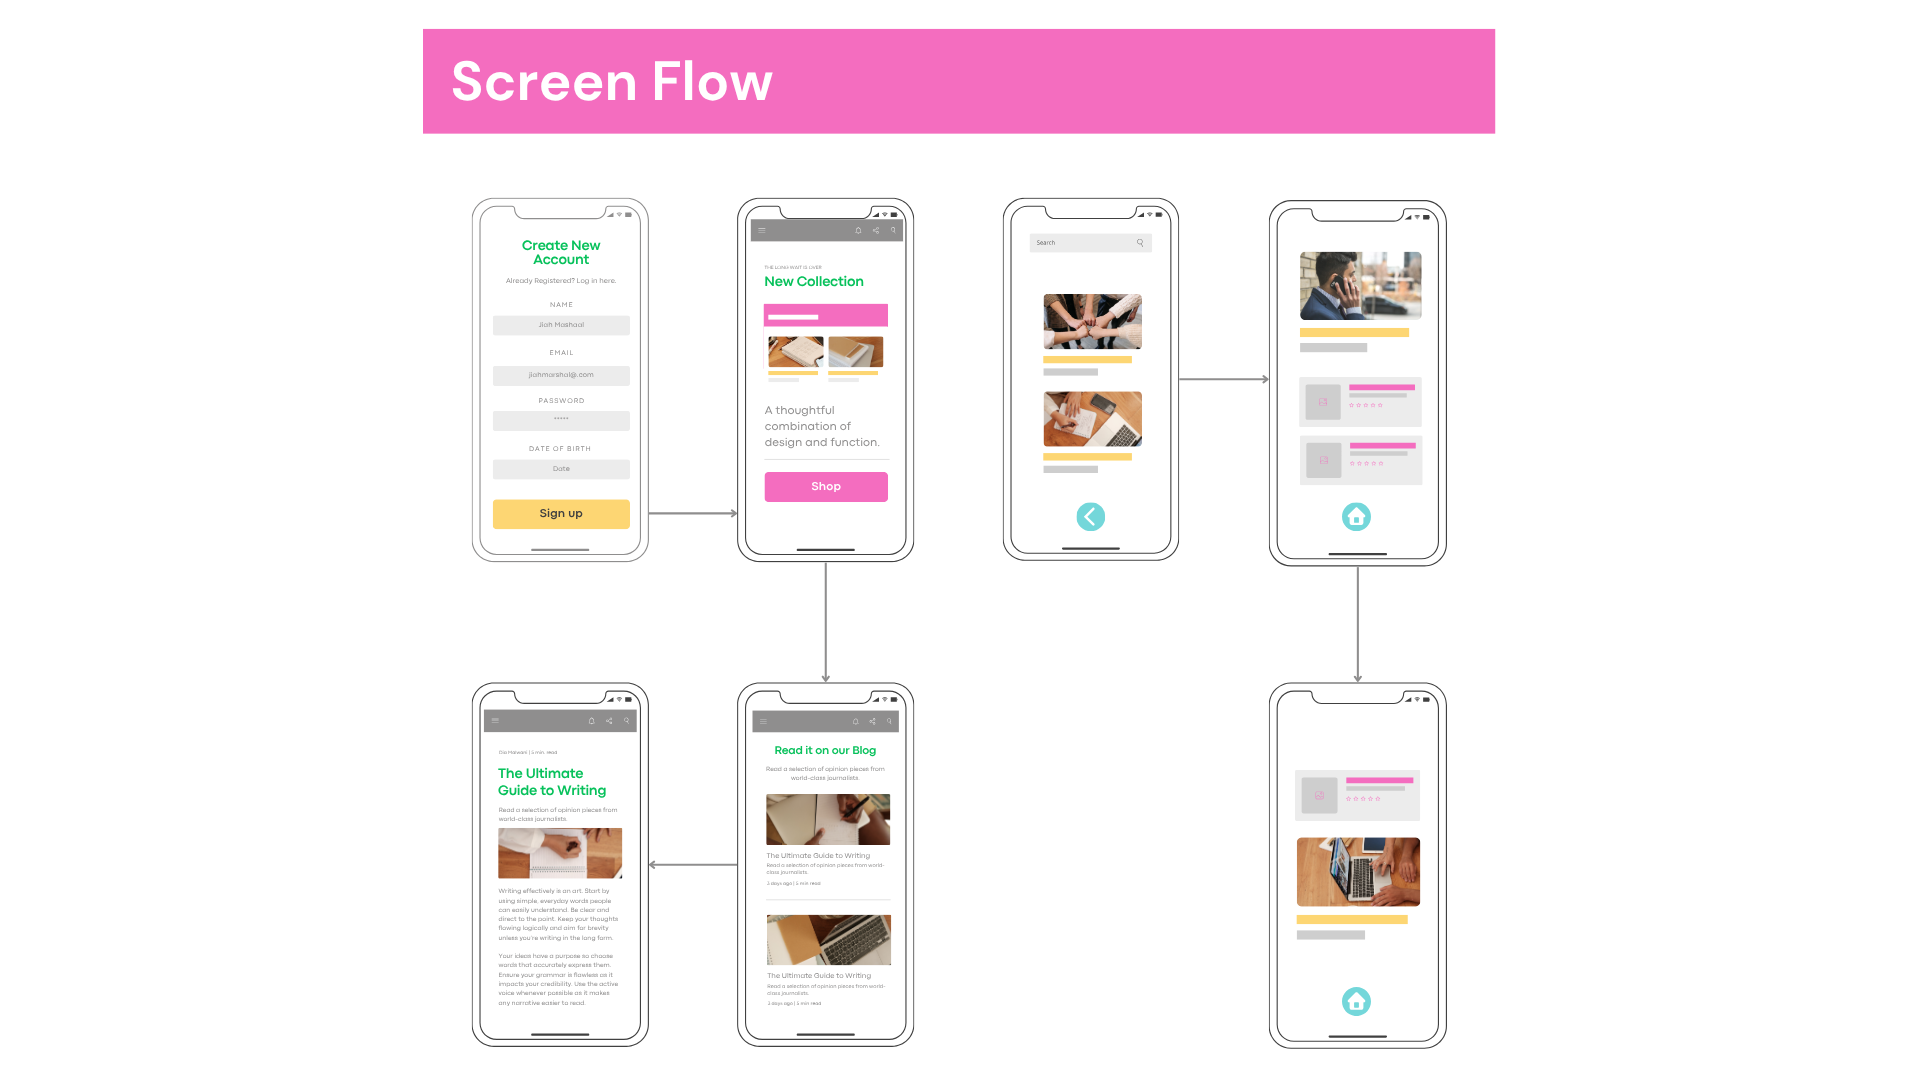 Screen Flow
Create New
Account
Already Registered? Log in here.
NAME
Jiah Mashaal
EMAIL
jiahmarshal@.com
PASSWORD
*****
DATE OF BIRTH
Date
Sign up
THE LONG WAIT IS OVER
New Collection
A thoughtful
combination of
design and function.
Shop
Search
The Ultimate
Guide to Writing
Read a selection of opinion pieces from
world-class journalists.
Writing effectively is an art. Start by
using simple, everyday words people
can easily understand. Be clear and
direct to the point. Keep your thoughts
flowing logically and aim for brevity
unless you're writing in the long form.
Your ideas have a purpose so choose
words that accurately express them.
Ensure your grammar is flawless as it
impacts your credibility. Use the active
voice whenever possible as it makes
any narrative easier to read.
Read it on our Blog
Read a selection of opinion pieces from
world-class journalists.
The Ultimate Guide to Writing
Read a selection of opinion pieces from world-
class journalists.
3 days ago | 5 min read
The Ultimate Guide to Writing
Read a selection of opinion pieces from world-
class journalists.
3 days ago | 5 min read